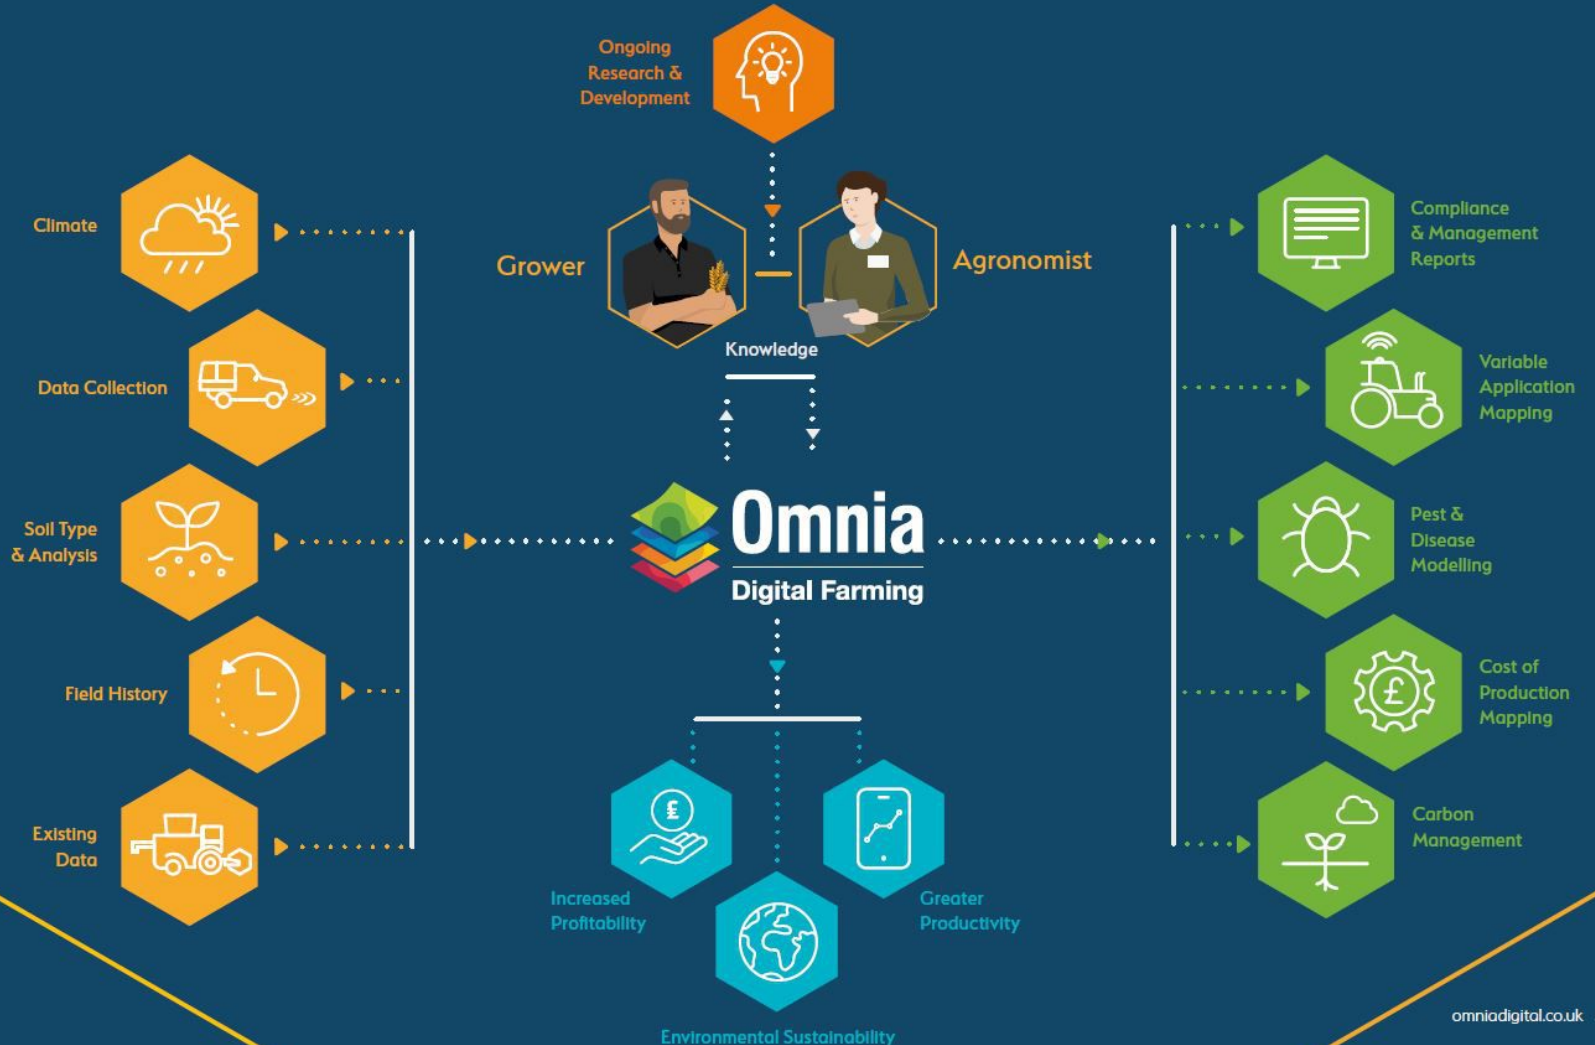 Ongoing
Research &
Development
Climate
Data Collection
Soil Type
& Analysis
Field History
Existing
Data
Grower
Agronomist
Knowledge
Omnia
Digital Farming
£
Increased
Profitability
Environmental Sustainability
Greater
Productivity
Compliance
& Management
Reports
Variable
Application
Mapping
Pest &
Disease
Modelling
£
Cost of
Production
Mapping
Carbon
Management
omniadigital.co.uk